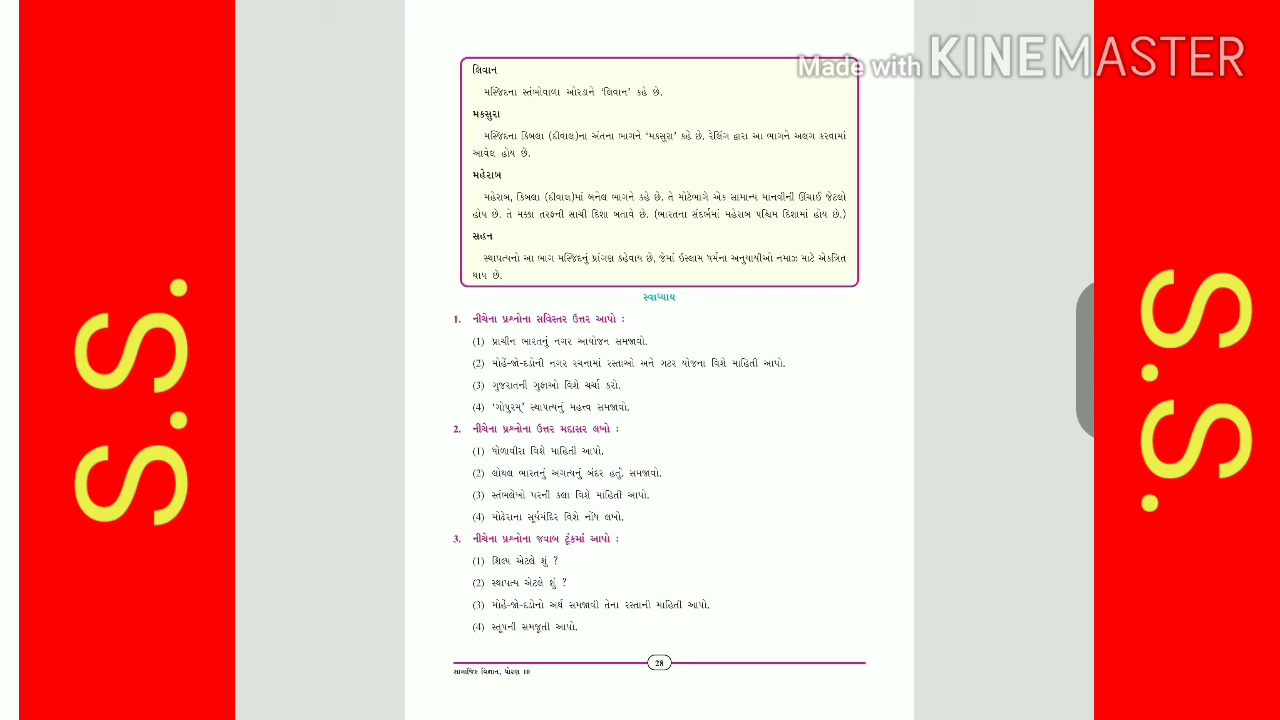 Made with KINEMASTER
લિવાન
મસ્જિદના સ્તંભોવાળા ઓરડાને ‘લિવાન’ કહે છે.
મકસુરા
મસ્જિદના કિબલા (દીવાલ)ના અંતના ભાગને ‘મકસુરા’ કહે છે. રેલિંગ દ્વારા આ ભાગને અલગ કરવામાં
આવેલ હોય છે.
મહેરાબ
મહેરાબ, કિબલા (દીવાલ)માં બનેલ ભાગને કહે છે. તે મોટેભાગે એક સામાન્ય માનવીની ઊંચાઈ જેટલો
હોય છે. તે મક્કા તરફની સાચી દિશા બતાવે છે. (ભારતના સંદર્ભમાં મહેરાબ પશ્ચિમ દિશામાં હોય છે.)
સહન
સ્થાપત્યનો આ ભાગ મસ્જિદનું પ્રાંગણ કહેવાય છે, જેમાં ઇસ્લામ ધર્મના અનુયાયીઓ નમાઝ માટે એકત્રિત
થાય છે.
સ્વાધ્યાય
1. નીચેના પ્રશ્નોના સવિસ્તર ઉત્તર આપો :
(1) પ્રાચીન ભારતનું નગર આયોજન સમજાવો.
(2) મોહેં-જો-દડોની નગર રચનામાં રસ્તાઓ અને ગટર યોજના વિશે માહિતી આપો.
(3) ગુજરાતની ગુફાઓ વિશે ચર્ચા કરો.
(4) ‘ગોપુરમ્’ સ્થાપત્યનું મહત્ત્વ સમજાવો.
2. નીચેના પ્રશ્નોના ઉત્તર મુદ્દાસર લખો :
(1) ધોળાવીરા વિશે માહિતી આપો.
(2) લોથલ ભારતનું અગત્યનું બંદર હતું. સમજાવો.
(3) સ્તંભલેખો પરની કલા વિશે માહિતી આપો.
(4) મોઢેરાના સૂર્યમંદિર વિશે નોંધ લખો.
3. નીચેના પ્રશ્નોના જવાબ ટૂંકમાં આપો :
(1) શિલ્પ એટલે શું ?
(2) સ્થાપત્ય એટલે શું ?
(3) મોહેં-જો-દડોનો અર્થ સમજાવી તેના રસ્તાની માહિતી આપો.
(4) સ્તૂપની સમજૂતી આપો.
28
સામાજિક વિજ્ઞાન, ધોરણ 10
S.S.
S.S.